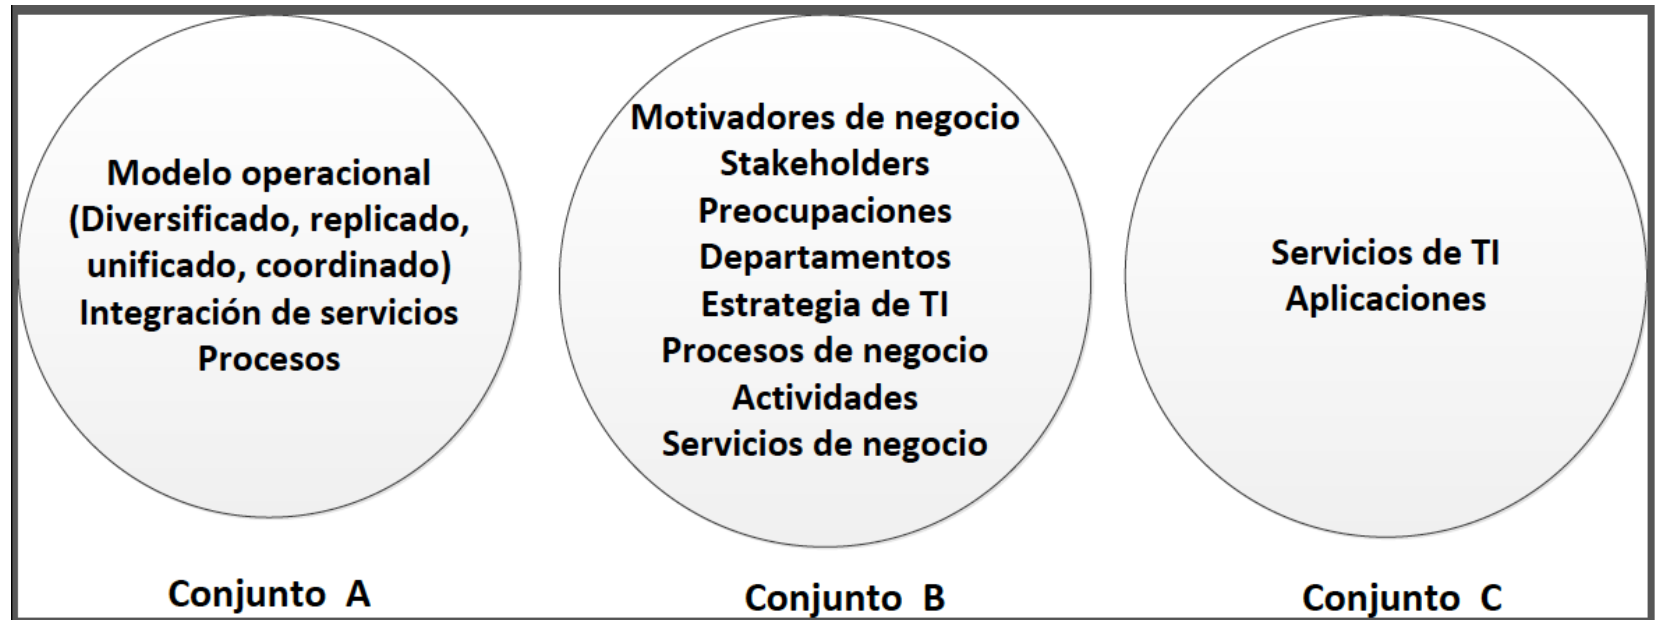 Modelo operacional
(Diversificado, replicado,
unificado, coordinado)
Integración de servicios
Procesos
Conjunto A
Motivadores de negocio
Stakeholders
Preocupaciones
Departamentos
Estrategia de TI
Procesos de negocio
Actividades
Servicios de negocio
Conjunto B
Servicios de TI
Aplicaciones
Conjunto C